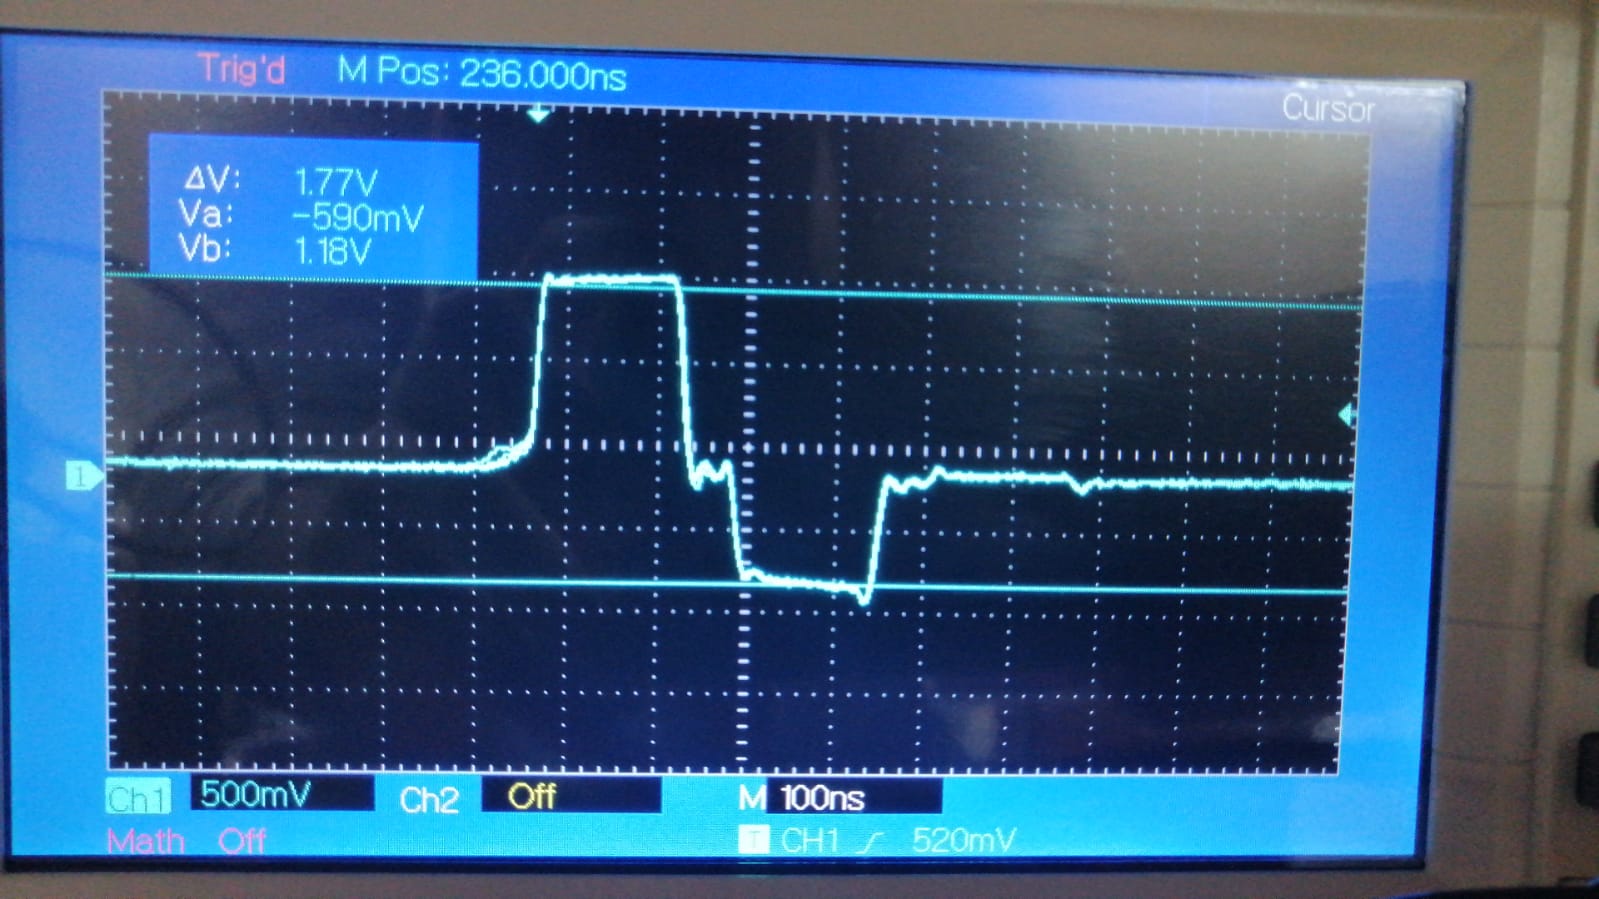 Trig'd M Pos: 236.000ns
Cursor
ΔV: 1.77V
Va: -590mV
Vb: 1.18V
1
Ch1 500mV Ch2 Off M 100ns
Math Off T CH1 520mV